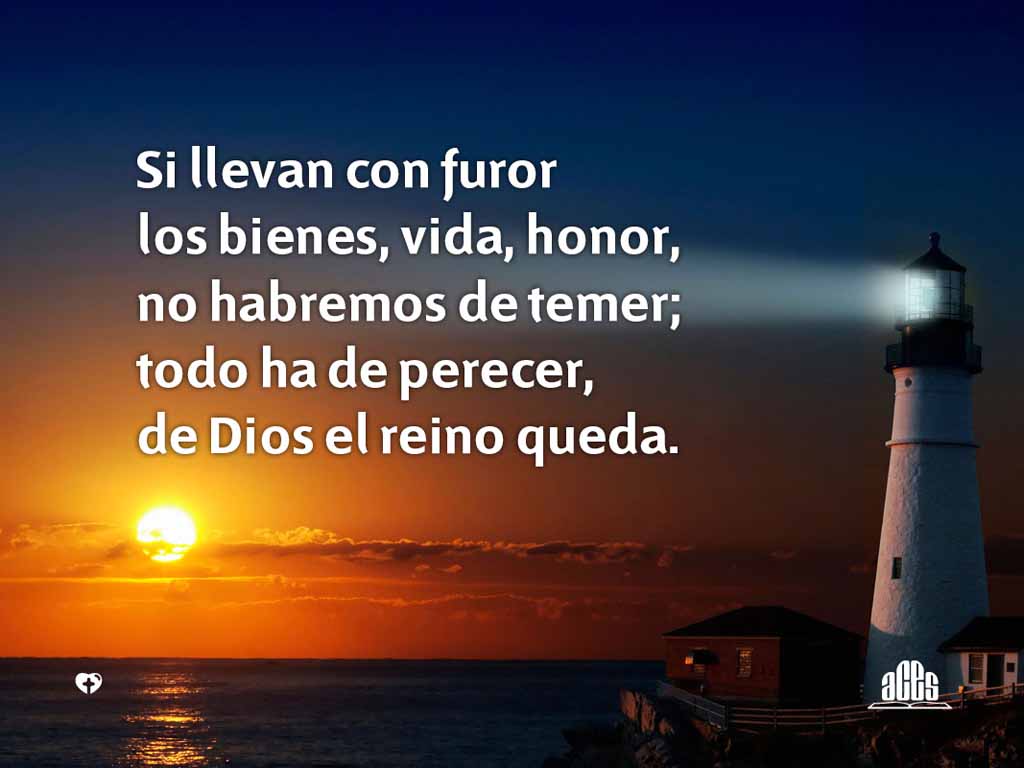 Si llevan con furor
los bienes, vida, honor,
no habremos de temer;
todo ha de perecer,
de Dios el reino queda.
aces